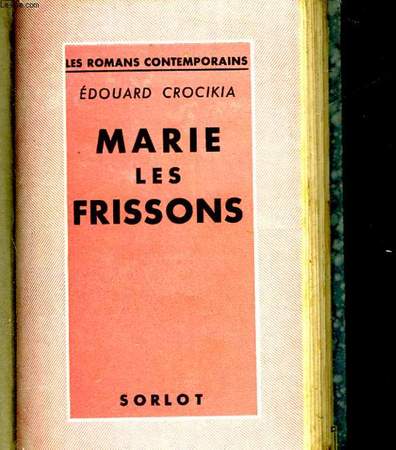 LES ROMANS CONTEMPORAINS
ÉDOUARD CROCIKIA
MARIE
LES
FRISSONS
SORLOT